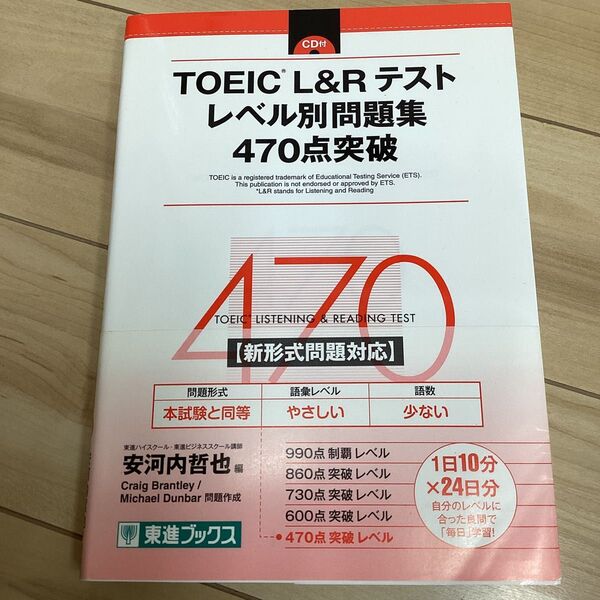 CD付
TOEIC® L&R テスト
レベル別問題集
470点突破
TOEIC is a registered trademark of Educational Testing Service (ETS).
This publication is not endorsed or approved by ETS.
*L&R stands for Listening and Reading
470
TOEIC® LISTENING & READING TEST
【新形式問題対応】
問題形式 語彙レベル 語数
本試験と同等 やさしい 少ない
東進ハイスクール・東進ビジネススクール講師
安河内哲也 編
Craig Brantley /
Michael Dunbar 問題作成
東進ブックス
990点 制覇 レベル
860点 突破 レベル
730点 突破 レベル
600点 突破 レベル
470点 突破 レベル
1日10分
×24日分
自分のレベルに
合った良問で
「毎日」学習!